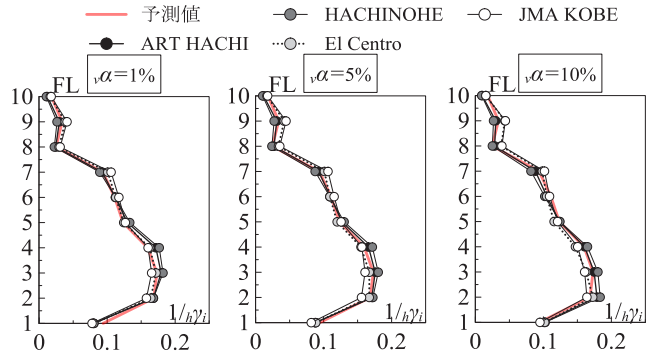 予測値 HACHINOHE JMA KOBE
ART HACHI El Centro
FL vα=1% FL vα=5% FL vα=10%
10 10 10
9 9 9
8 8 8
7 7 7
6 6 6
5 5 5
4 4 4
3 3 3
2 2 2
1 1/hγi 1 1/hγi 1 1/hγi
0 0.1 0.2 0 0.1 0.2 0 0.1 0.2